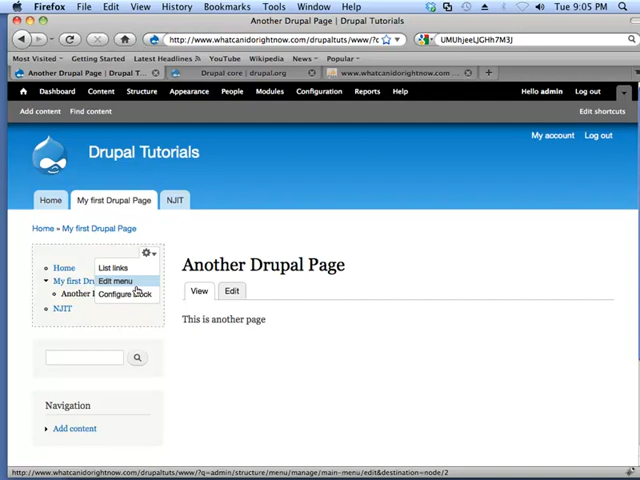 Firefox File Edit View History Bookmarks Tools Window Help Tue 9:05 PM
Another Drupal Page | Drupal Tutorials
http://www.whatcanidorightnow.com/drupaltuts/www/?c
UMUhjeeLJGHh7M3J
Most Visited Getting Started Latest Headlines YouTube Wikipedia News Popular
Another Drupal Page | Drupal T... Drupal core | drupal.org www.whatcanidorightnow.com ...
Dashboard Content Structure Appearance People Modules Configuration Reports Help Hello admin Log out
Add content Find content Edit shortcuts
My account Log out
Drupal Tutorials
Home My first Drupal Page NJIT
Home » My first Drupal Page
List links
Edit menu
Configure block
Home
My first Dru
Another
NJIT
Another Drupal Page
View Edit
This is another page
Navigation
Add content
http://www.whatcanidorightnow.com/drupaltuts/www/?q=admin/structure/menu/manage/main-menu/edit&destination=node/2